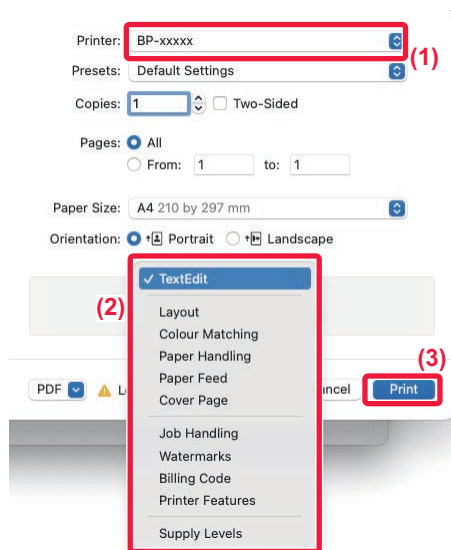 Printer: BP-xxxxx
(1)
Presets: Default Settings
Copies: 1 Two-Sided
Pages: All
From: 1 to: 1
Paper Size: A4 210 by 297 mm
Orientation: Portrait Landscape
(2)
✓ TextEdit
Layout
Colour Matching
Paper Handling
Paper Feed
Cover Page
(3)
PDF Print
Job Handling
Watermarks
Billing Code
Printer Features
Supply Levels